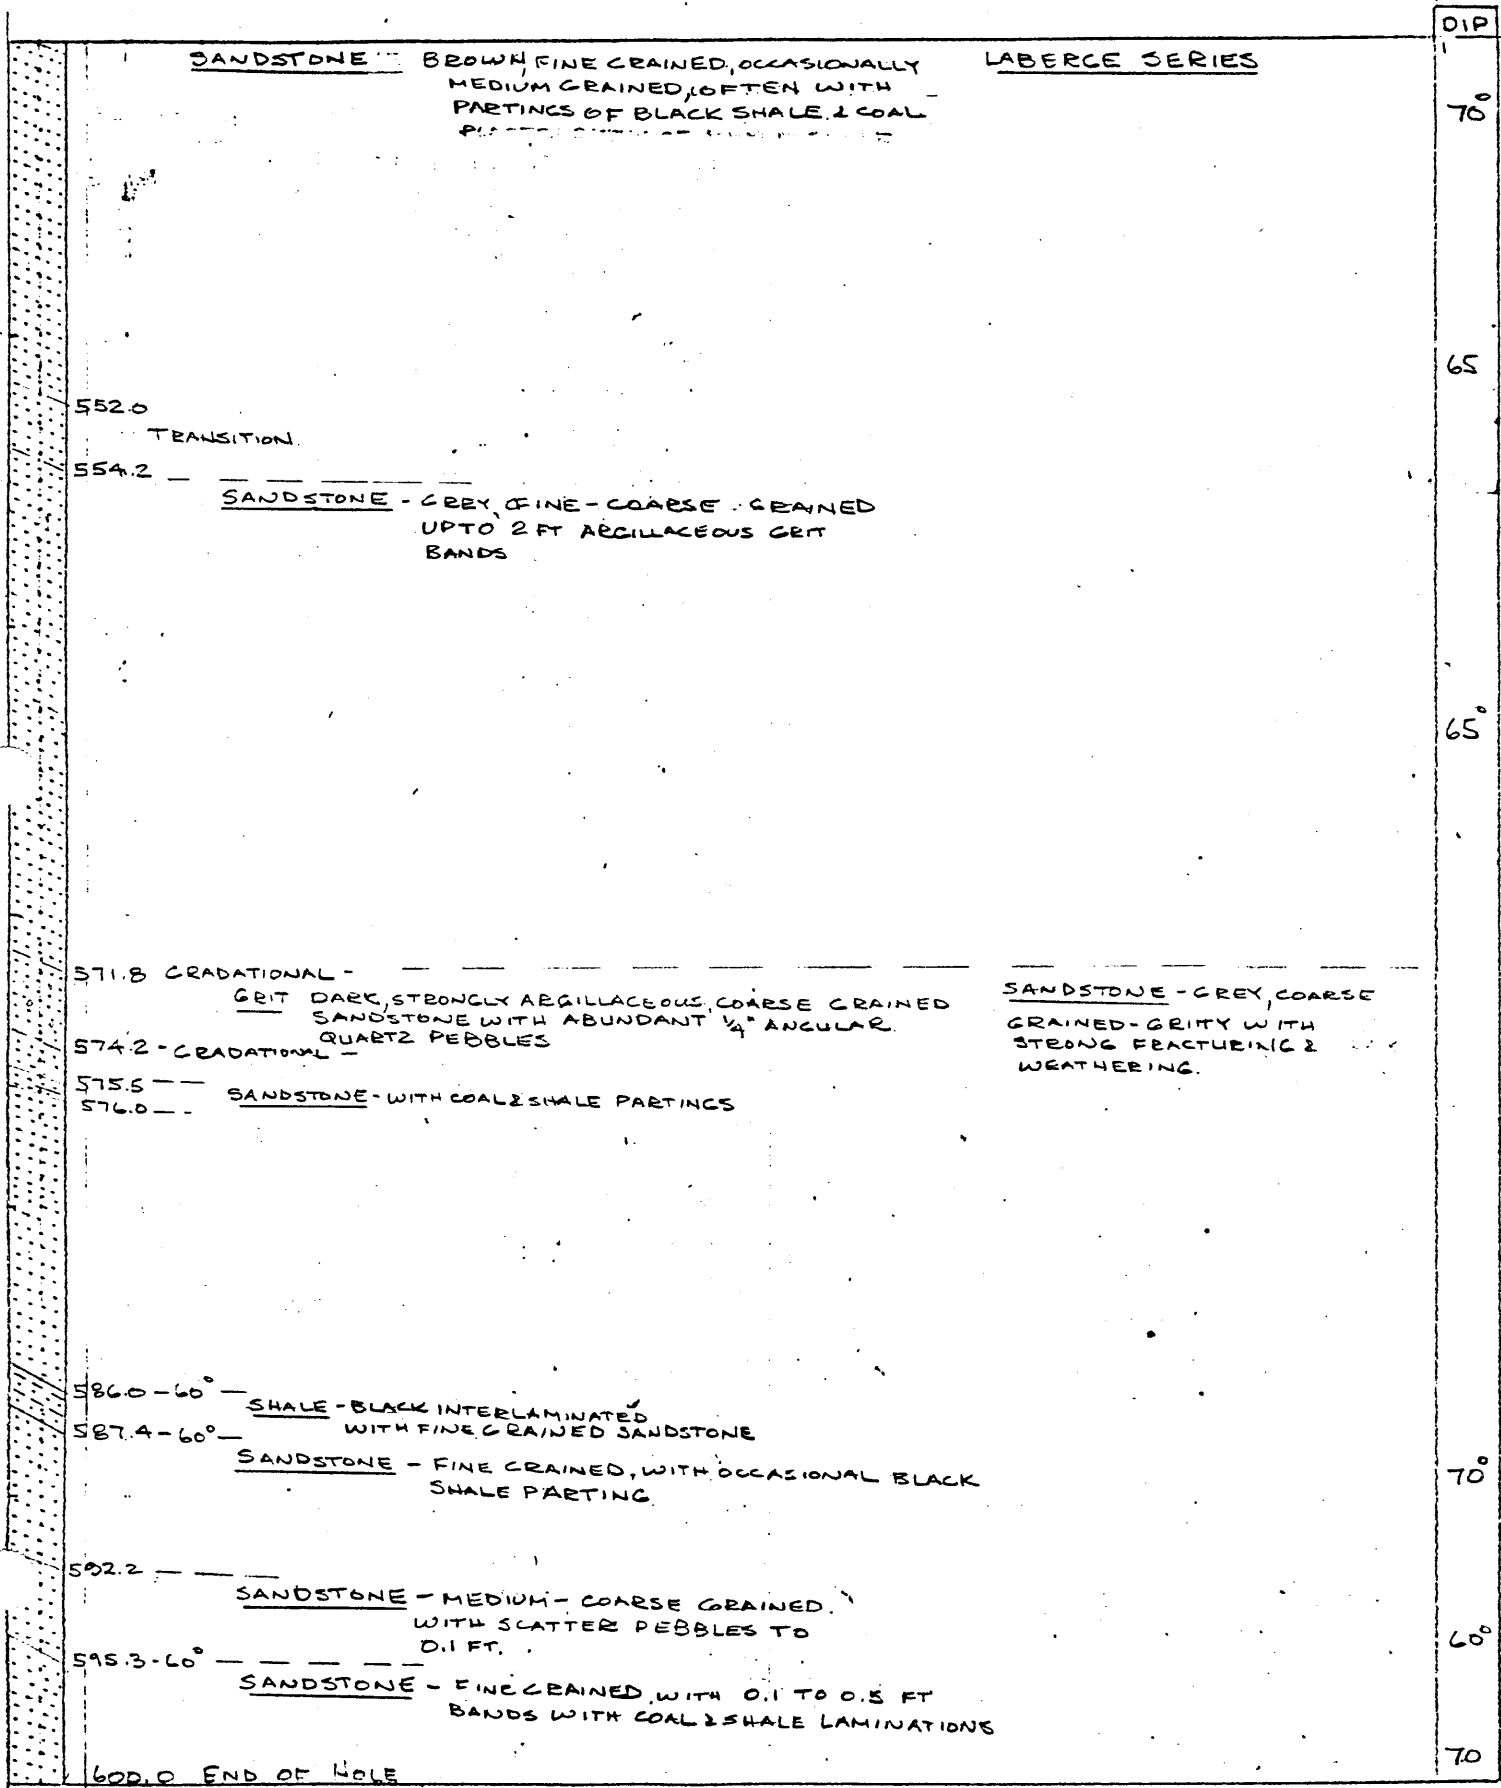 DIP
SANDSTONE - BROWN, FINE GRAINED, OCCASIONALLY
MEDIUM GRAINED, OFTEN WITH
PARTINGS OF BLACK SHALE & COAL
LABERGE SERIES
70°
65
552.0
TRANSITION
554.2
SANDSTONE - GREY, FINE-COARSE GRAINED
UPTO 2 FT ARGILLACEOUS GRIT
BANDS
65°
571.8 GRADATIONAL -
GRIT DARK, STRONGLY ARGILLACEOUS, COARSE GRAINED
SANDSTONE WITH ABUNDANT ¼" ANGULAR
QUARTZ PEBBLES
SANDSTONE - GREY, COARSE
GRAINED-GRITY WITH
STRONG FRACTURING &
WEATHERING.
574.2 - GRADATIONAL -
575.5
SANDSTONE - WITH COAL & SHALE PARTINGS
576.0
586.0 - 60°
SHALE - BLACK INTERLAMINATED
WITH FINE GRAINED SANDSTONE
587.4 - 60°
SANDSTONE - FINE GRAINED, WITH OCCASIONAL BLACK
SHALE PARTING
70°
592.2
SANDSTONE - MEDIUM - COARSE GRAINED.
WITH SCATTER PEBBLES TO
0.1 FT.
60°
595.3 - 60°
SANDSTONE - FINE GRAINED, WITH 0.1 TO 0.5 FT
BANDS WITH COAL & SHALE LAMINATIONS
70
600.0 END OF HOLE